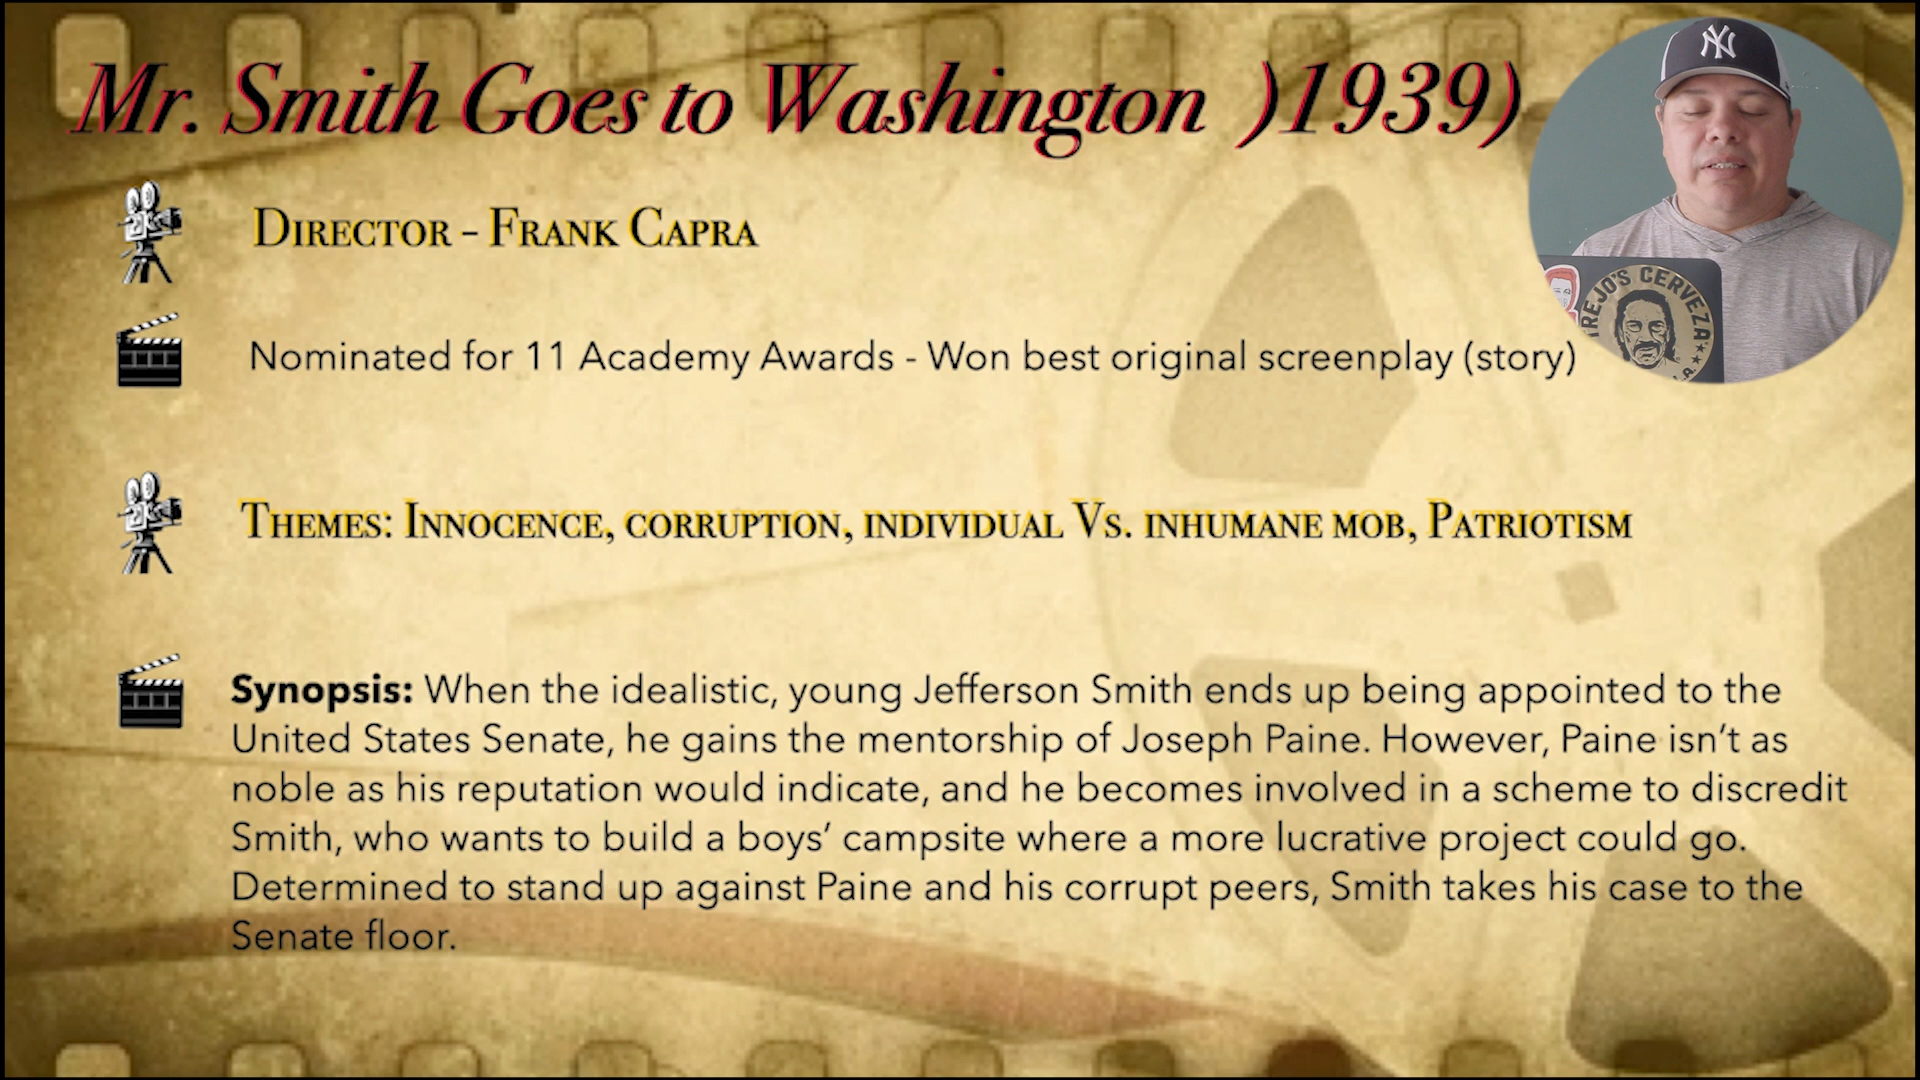 Mr. Smith Goes to Washington )1939)
NY
Director - Frank Capra
TREJO'S CERVEZA
Nominated for 11 Academy Awards - Won best original screenplay (story)
Themes: Innocence, corruption, individual Vs. inhumane mob, Patriotism
Synopsis: When the idealistic, young Jefferson Smith ends up being appointed to the
United States Senate, he gains the mentorship of Joseph Paine. However, Paine isn't as
noble as his reputation would indicate, and he becomes involved in a scheme to discredit
Smith, who wants to build a boys' campsite where a more lucrative project could go.
Determined to stand up against Paine and his corrupt peers, Smith takes his case to the
Senate floor.